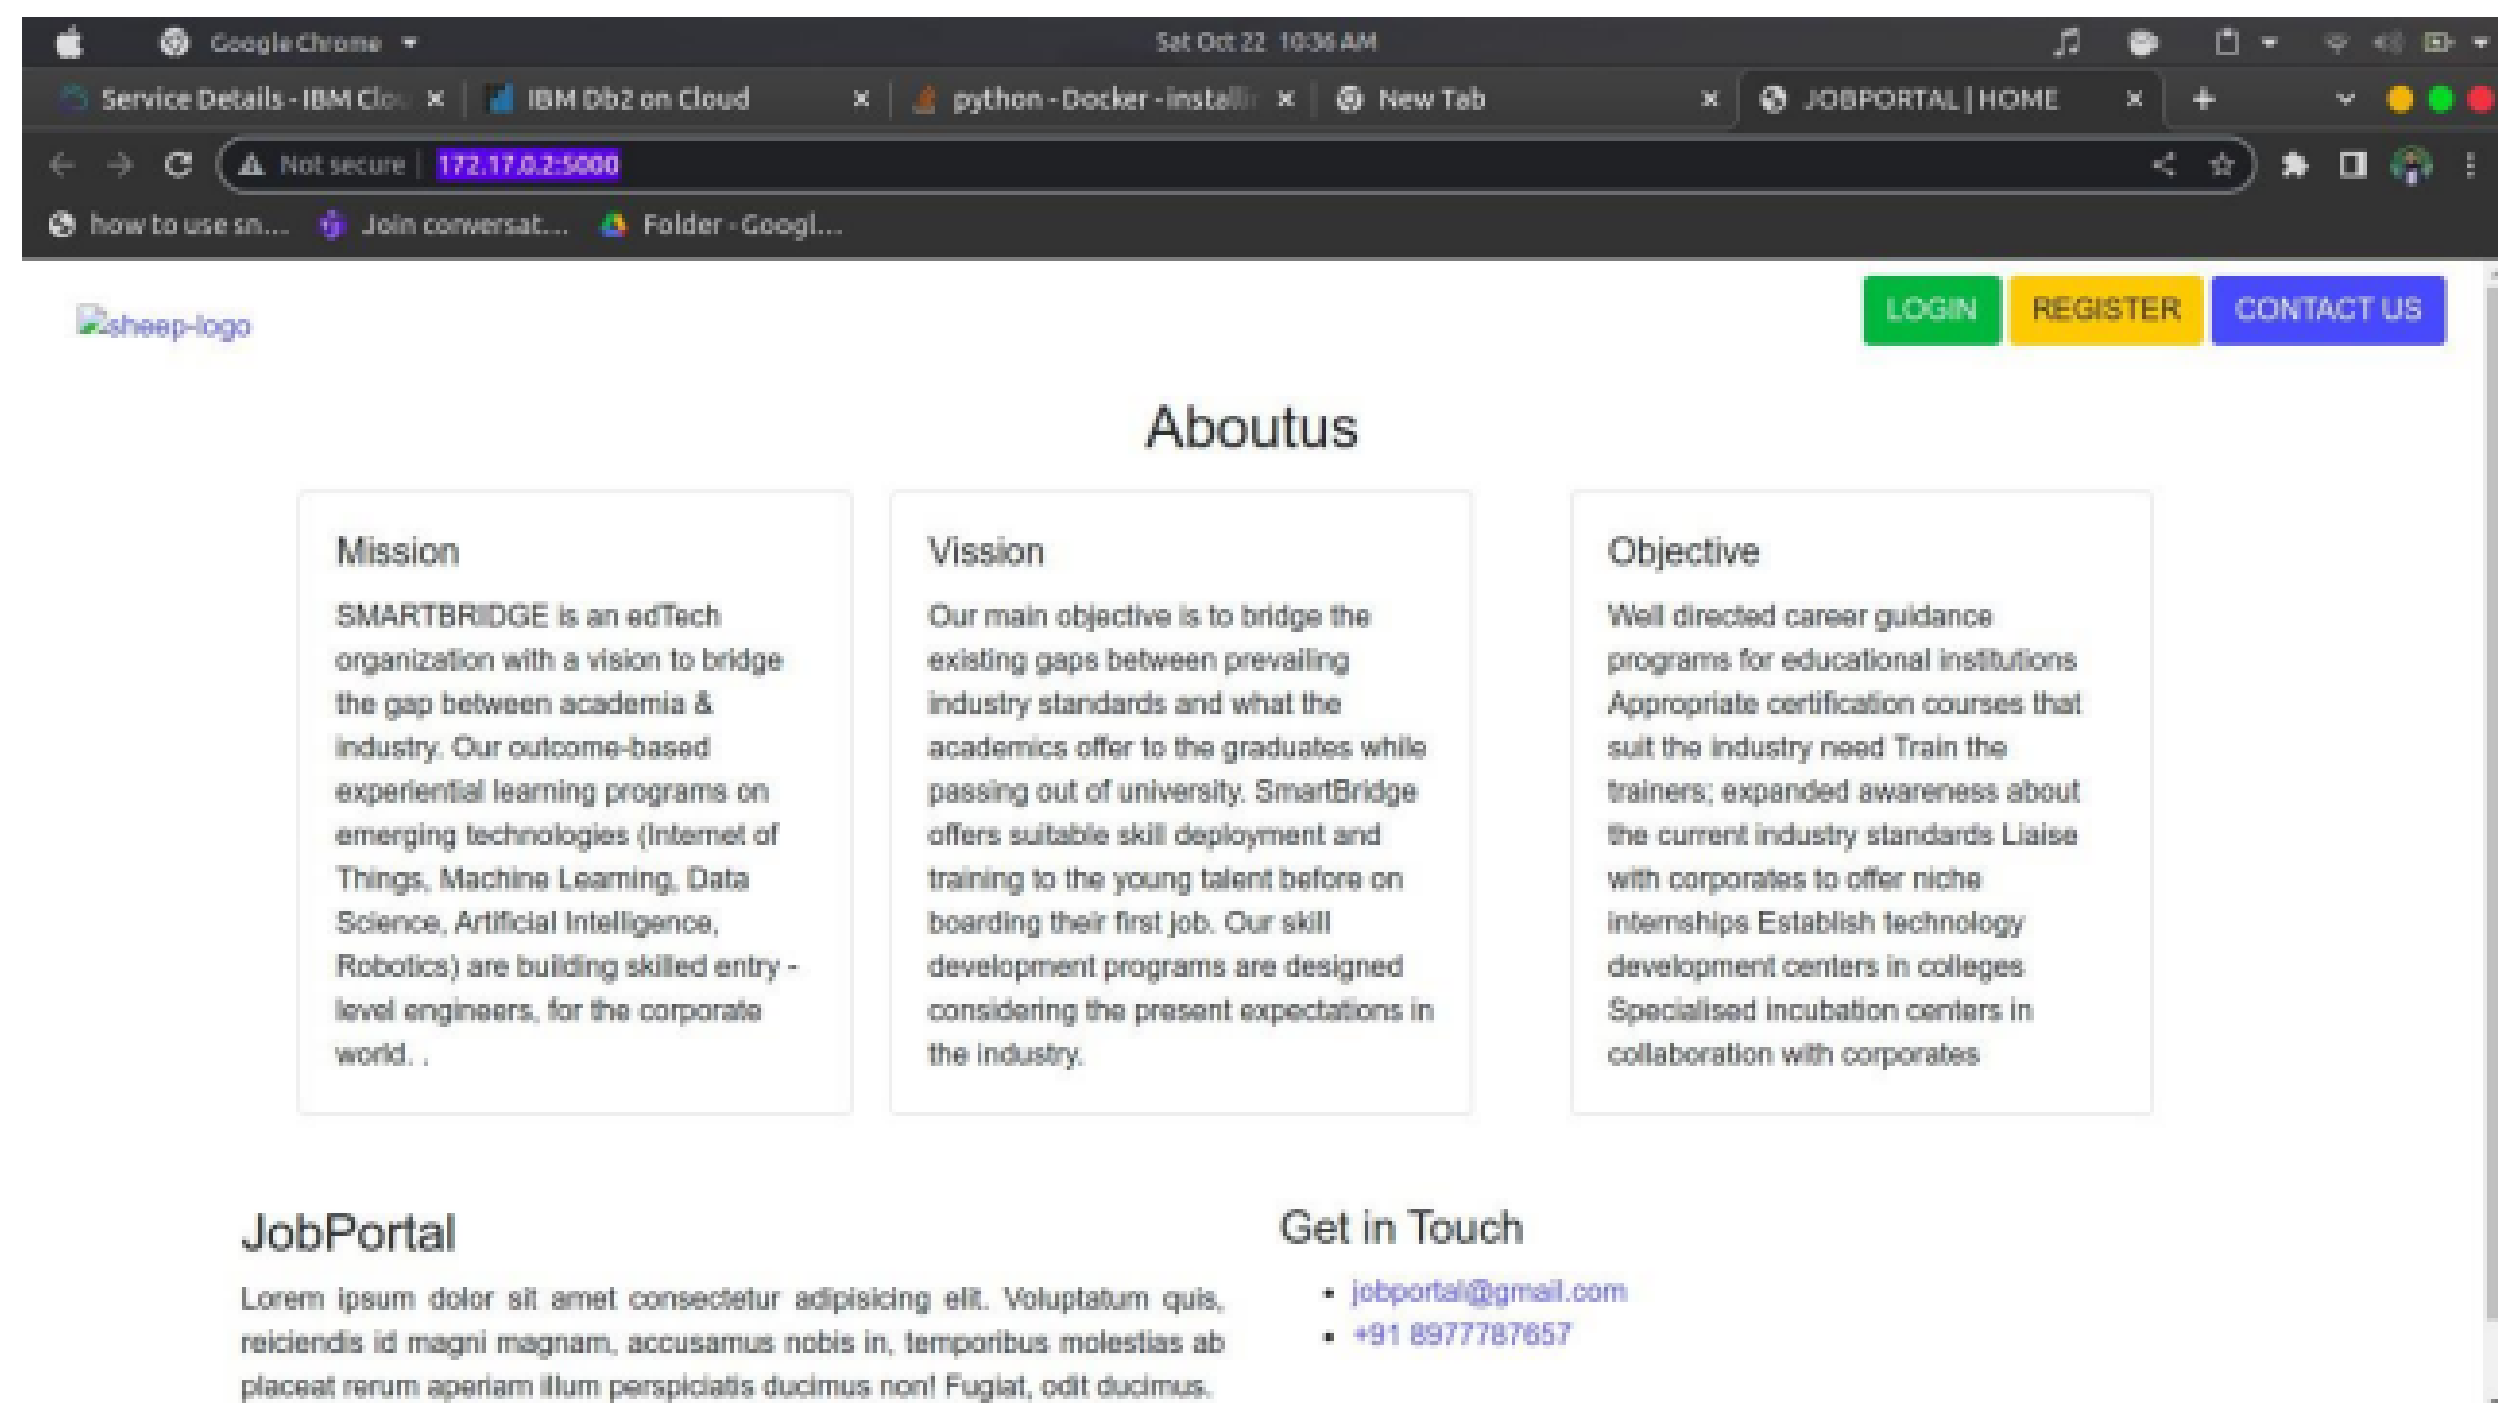 Google Chrome
Sat Oct 22 10:36 AM
Service Details - IBM Clou
IBM Db2 on Cloud
python - Docker - installi
New Tab
JOBPORTAL | HOME
Not secure
172.17.0.2:5000
how to use sn...
Join conversat...
Folder - Googl...
sheep-logo
LOGIN
REGISTER
CONTACT US
Aboutus
Mission
SMARTBRIDGE is an edTech
organization with a vision to bridge
the gap between academia &
industry. Our outcome-based
experiential learning programs on
emerging technologies (Internet of
Things, Machine Learning, Data
Science, Artificial Intelligence,
Robotics) are building skilled entry -
level engineers, for the corporate
world. .
Vission
Our main objective is to bridge the
existing gaps between prevailing
industry standards and what the
academics offer to the graduates while
passing out of university. SmartBridge
offers suitable skill deployment and
training to the young talent before on
boarding their first job. Our skill
development programs are designed
considering the present expectations in
the industry.
Objective
Well directed career guidance
programs for educational institutions
Appropriate certification courses that
suit the industry need Train the
trainers; expanded awareness about
the current industry standards Liaise
with corporates to offer niche
internships Establish technology
development centers in colleges
Specialised incubation centers in
collaboration with corporates
JobPortal
Lorem ipsum dolor sit amet consectetur adipisicing elit. Voluptatum quis,
reiciendis id magni magnam, accusamus nobis in, temporibus molestias ab
placeat rerum aperiam illum perspiciatis ducimus non! Fugiat, odit ducimus.
Get in Touch
jobportal@gmail.com
+91 8977787657